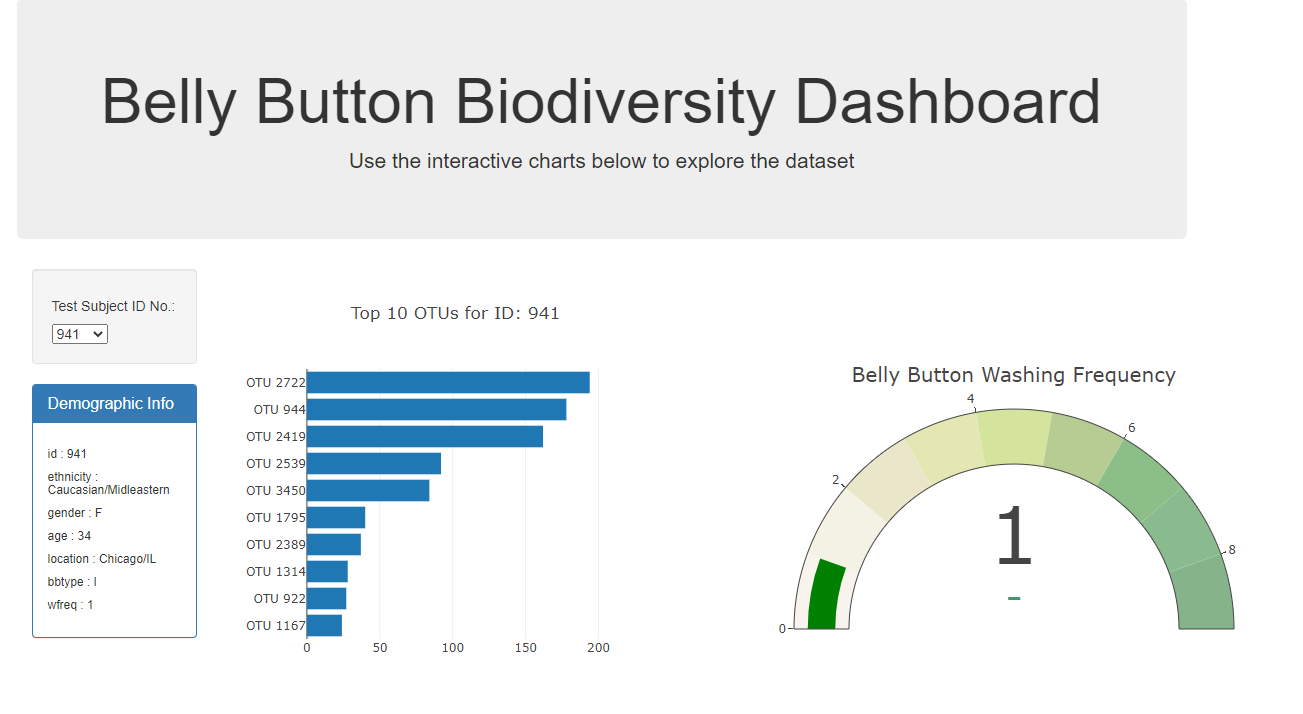 Belly Button Biodiversity Dashboard
Use the interactive charts below to explore the dataset
Test Subject ID No.:
941
Demographic Info
id : 941
ethnicity :
Caucasian/Midleastern
gender : F
age : 34
location : Chicago/IL
bbtype : I
wfreq : 1
Top 10 OTUs for ID: 941
OTU 2722
OTU 944
OTU 2419
OTU 2539
OTU 3450
OTU 1795
OTU 2389
OTU 1314
OTU 922
OTU 1167
0 50 100 150 200
Belly Button Washing Frequency
0
2
4
6
8
1
-